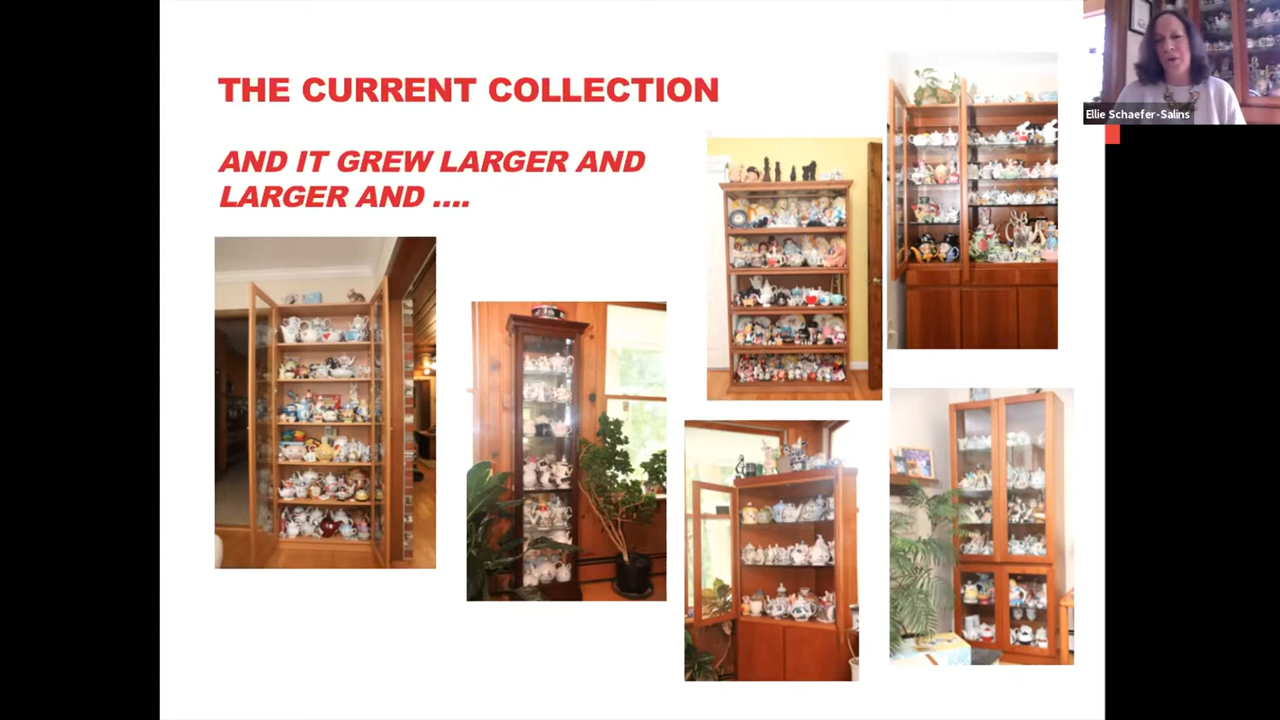 THE CURRENT COLLECTION
AND IT GREW LARGER AND
LARGER AND ....
Ellie Schaefer-Salins